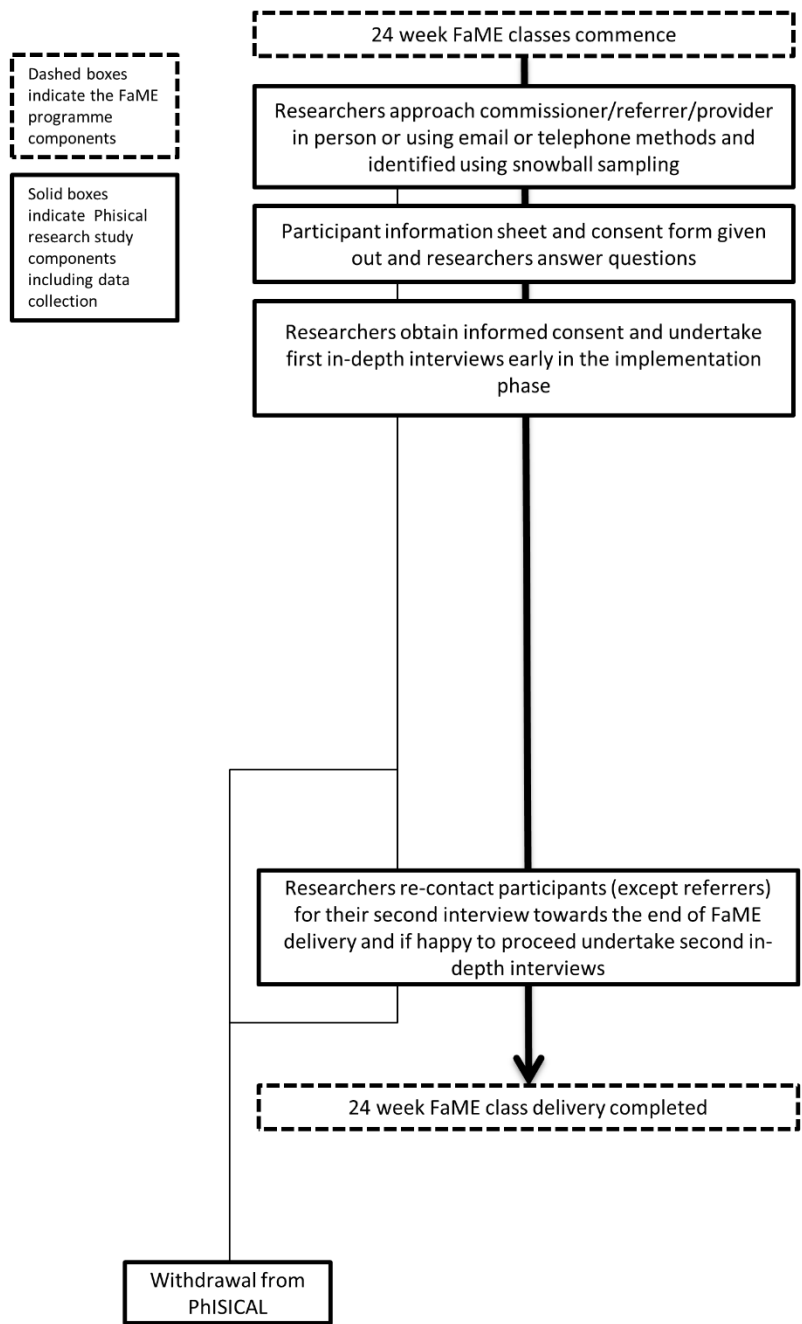 24 week FaME classes commence
Dashed boxes
indicate the FaME
programme
components
Researchers approach commissioner/referrer/provider
in person or using email or telephone methods and
identified using snowball sampling
Solid boxes
indicate Phisical
research study
components
including data
collection
Participant information sheet and consent form given
out and researchers answer questions
Researchers obtain informed consent and undertake
first in-depth interviews early in the implementation
phase
Researchers re-contact participants (except referrers)
for their second interview towards the end of FaME
delivery and if happy to proceed undertake second in-
depth interviews
24 week FaME class delivery completed
Withdrawal from
PhISICAL